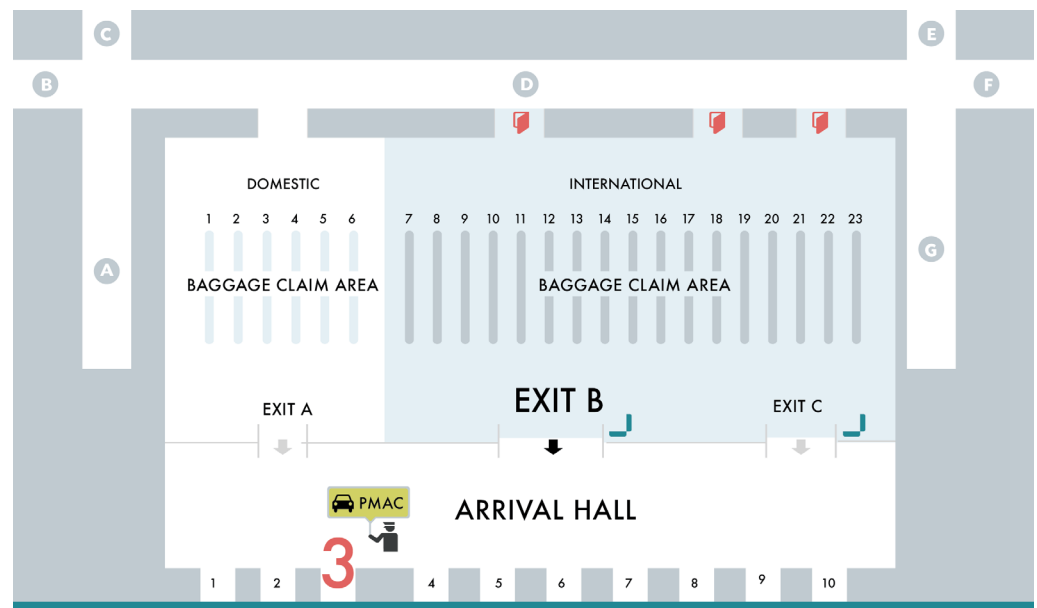 C
E
B
D
F
DOMESTIC
INTERNATIONAL
1 2 3 4 5 6 7 8 9 10 11 12 13 14 15 16 17 18 19 20 21 22 23
A
G
BAGGAGE CLAIM AREA
BAGGAGE CLAIM AREA
EXIT A
EXIT B
EXIT C
PMAC
ARRIVAL HALL
1 2 3 4 5 6 7 8 9 10